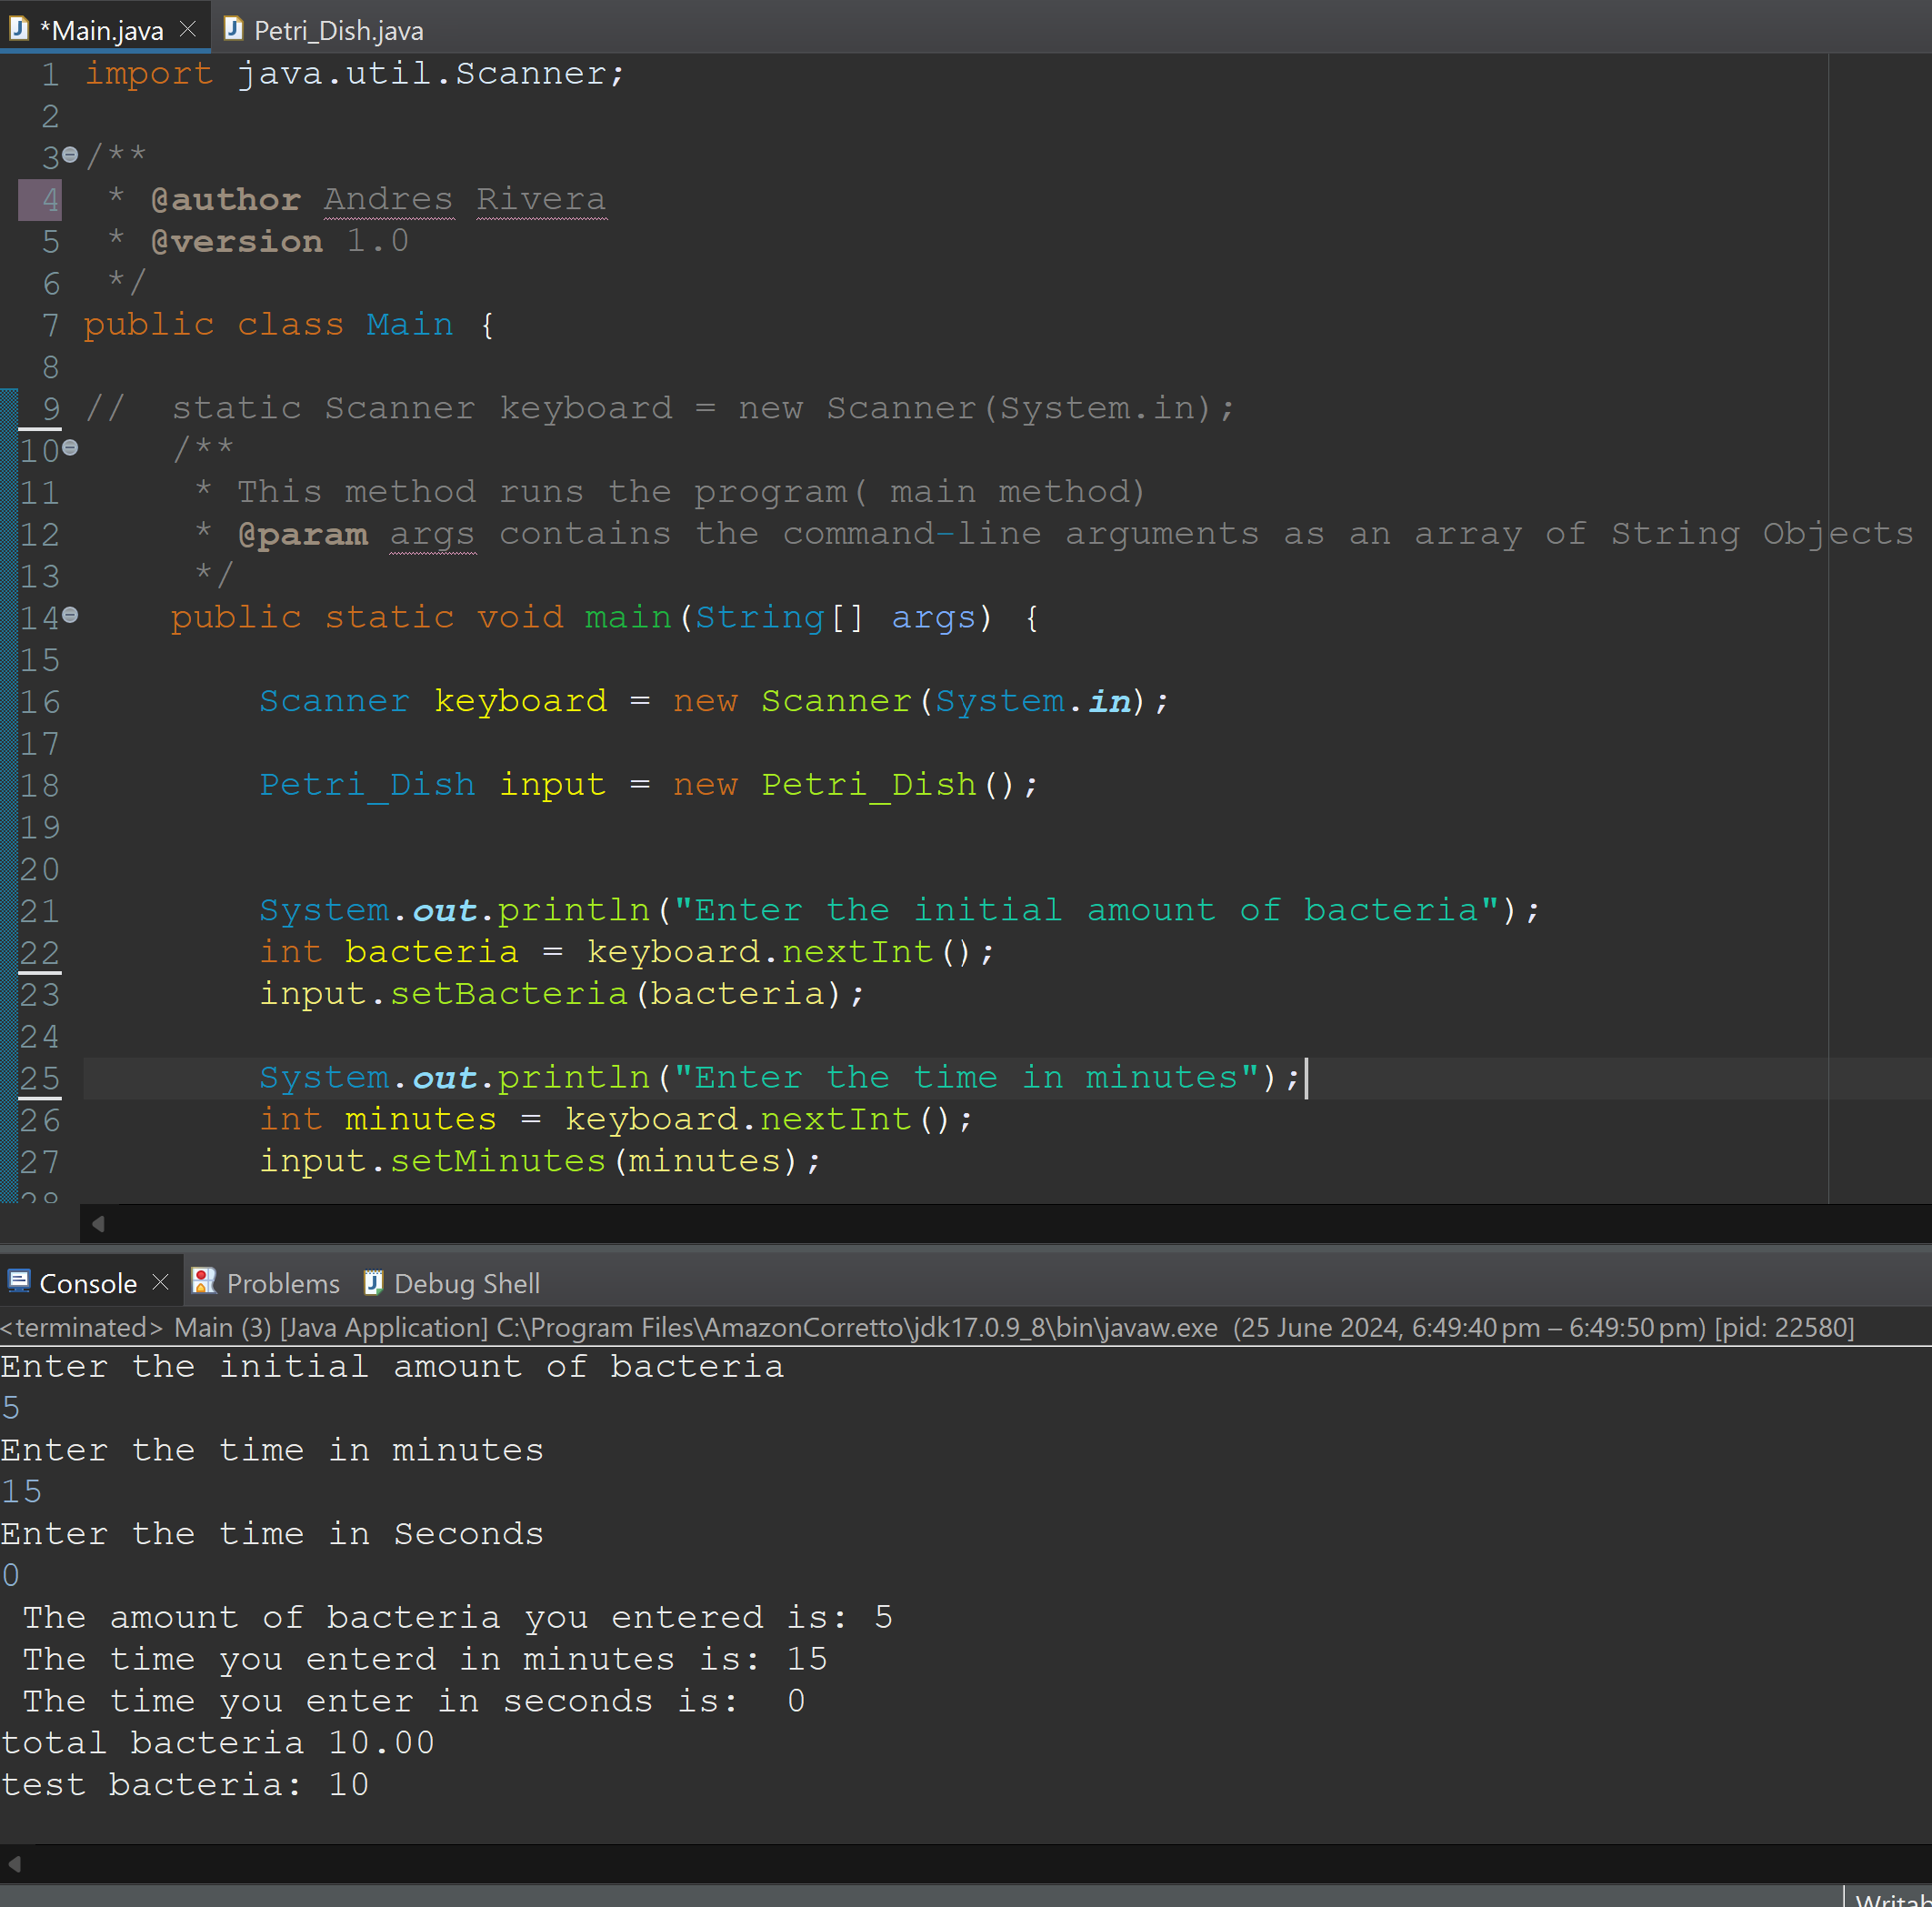 *Main.java Petri_Dish.java
1 import java.util.Scanner;
2
3 /**
4 * @author Andres Rivera
5 * @version 1.0
6 */
7 public class Main {
8
9 // static Scanner keyboard = new Scanner(System.in);
10 /**
11 * This method runs the program( main method)
12 * @param args contains the command-line arguments as an array of String Objects
13 */
14 public static void main(String[] args) {
15
16 Scanner keyboard = new Scanner(System.in);
17
18 Petri_Dish input = new Petri_Dish();
19
20
21 System.out.println("Enter the initial amount of bacteria");
22 int bacteria = keyboard.nextInt();
23 input.setBacteria(bacteria);
24
25 System.out.println("Enter the time in minutes");
26 int minutes = keyboard.nextInt();
27 input.setMinutes(minutes);
28
Console Problems Debug Shell
<terminated> Main (3) [Java Application] C:\Program Files\AmazonCorretto\jdk17.0.9_8\bin\javaw.exe (25 June 2024, 6:49:40 pm – 6:49:50 pm) [pid: 22580]
Enter the initial amount of bacteria
5
Enter the time in minutes
15
Enter the time in Seconds
0
The amount of bacteria you entered is: 5
The time you enterd in minutes is: 15
The time you enter in seconds is: 0
total bacteria 10.00
test bacteria: 10